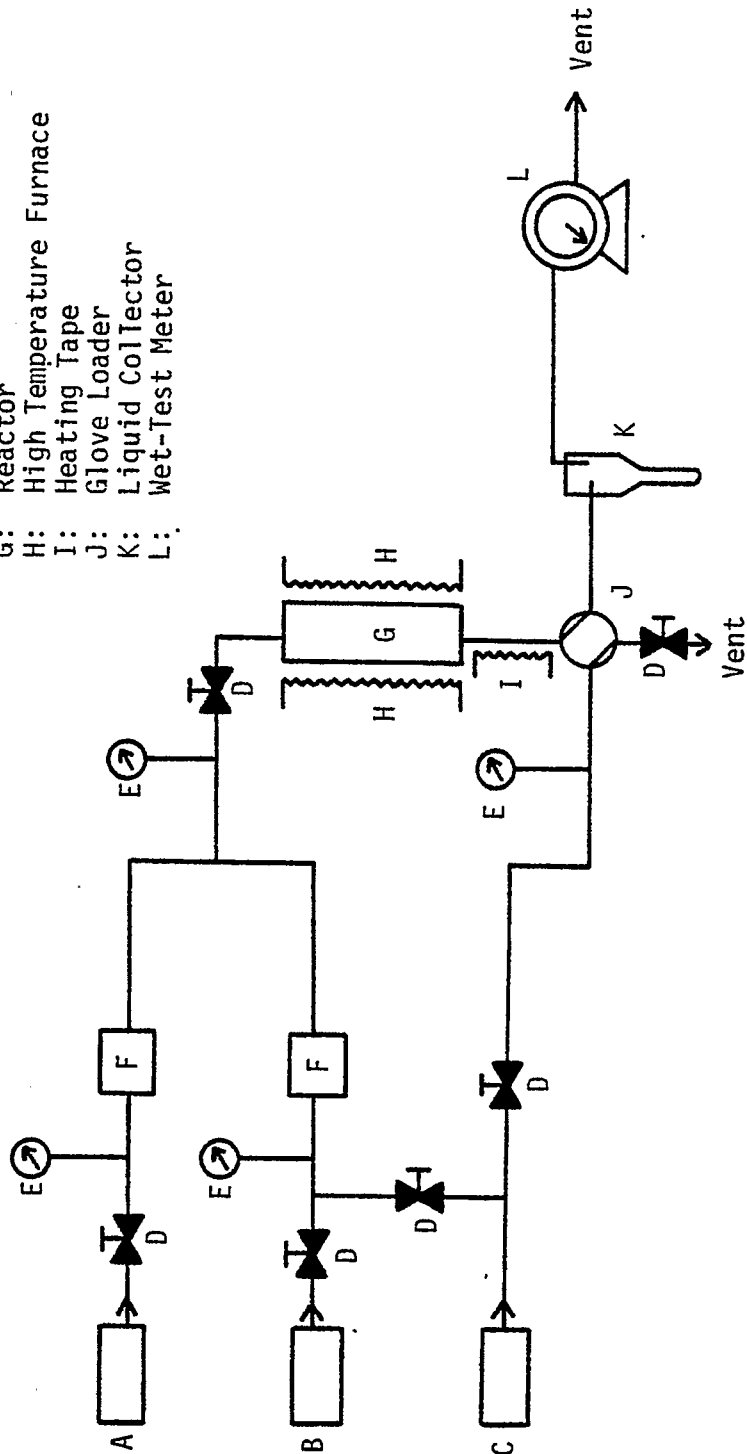 G: Reactor
H: High Temperature Furnace
I: Heating Tape
J: Glove Loader
K: Liquid Collector
L: Wet-Test Meter
A
D
E
F
B
D
E
F
D
C
D
E
D
H
G
H
I
E
J
D
Vent
K
L
Vent